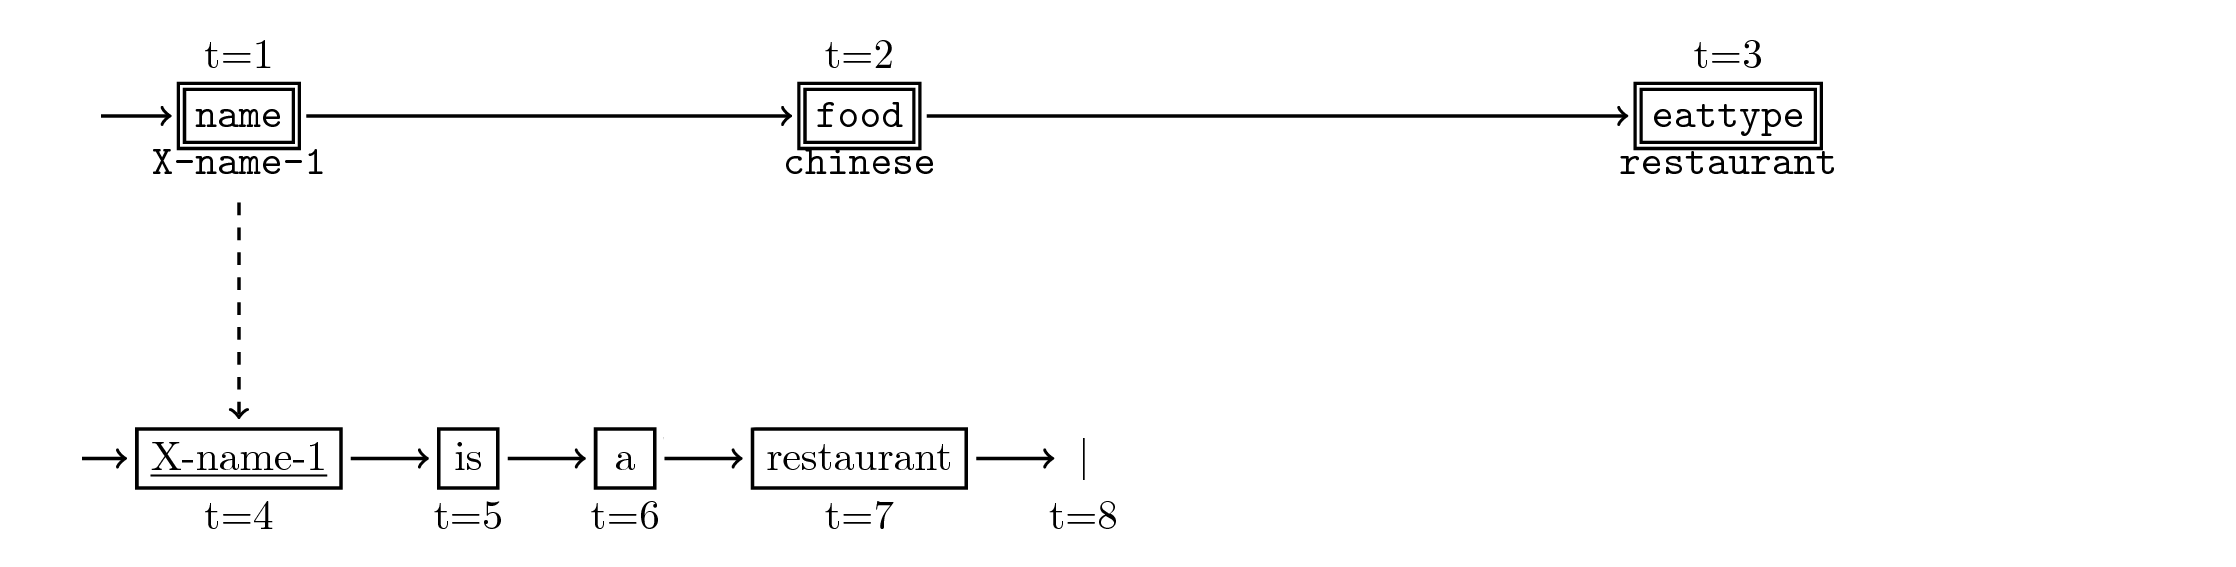 t=1 t=2 t=3
name food eattype
X-name-1 chinese restaurant
X-name-1 is a restaurant |
t=4 t=5 t=6 t=7 t=8